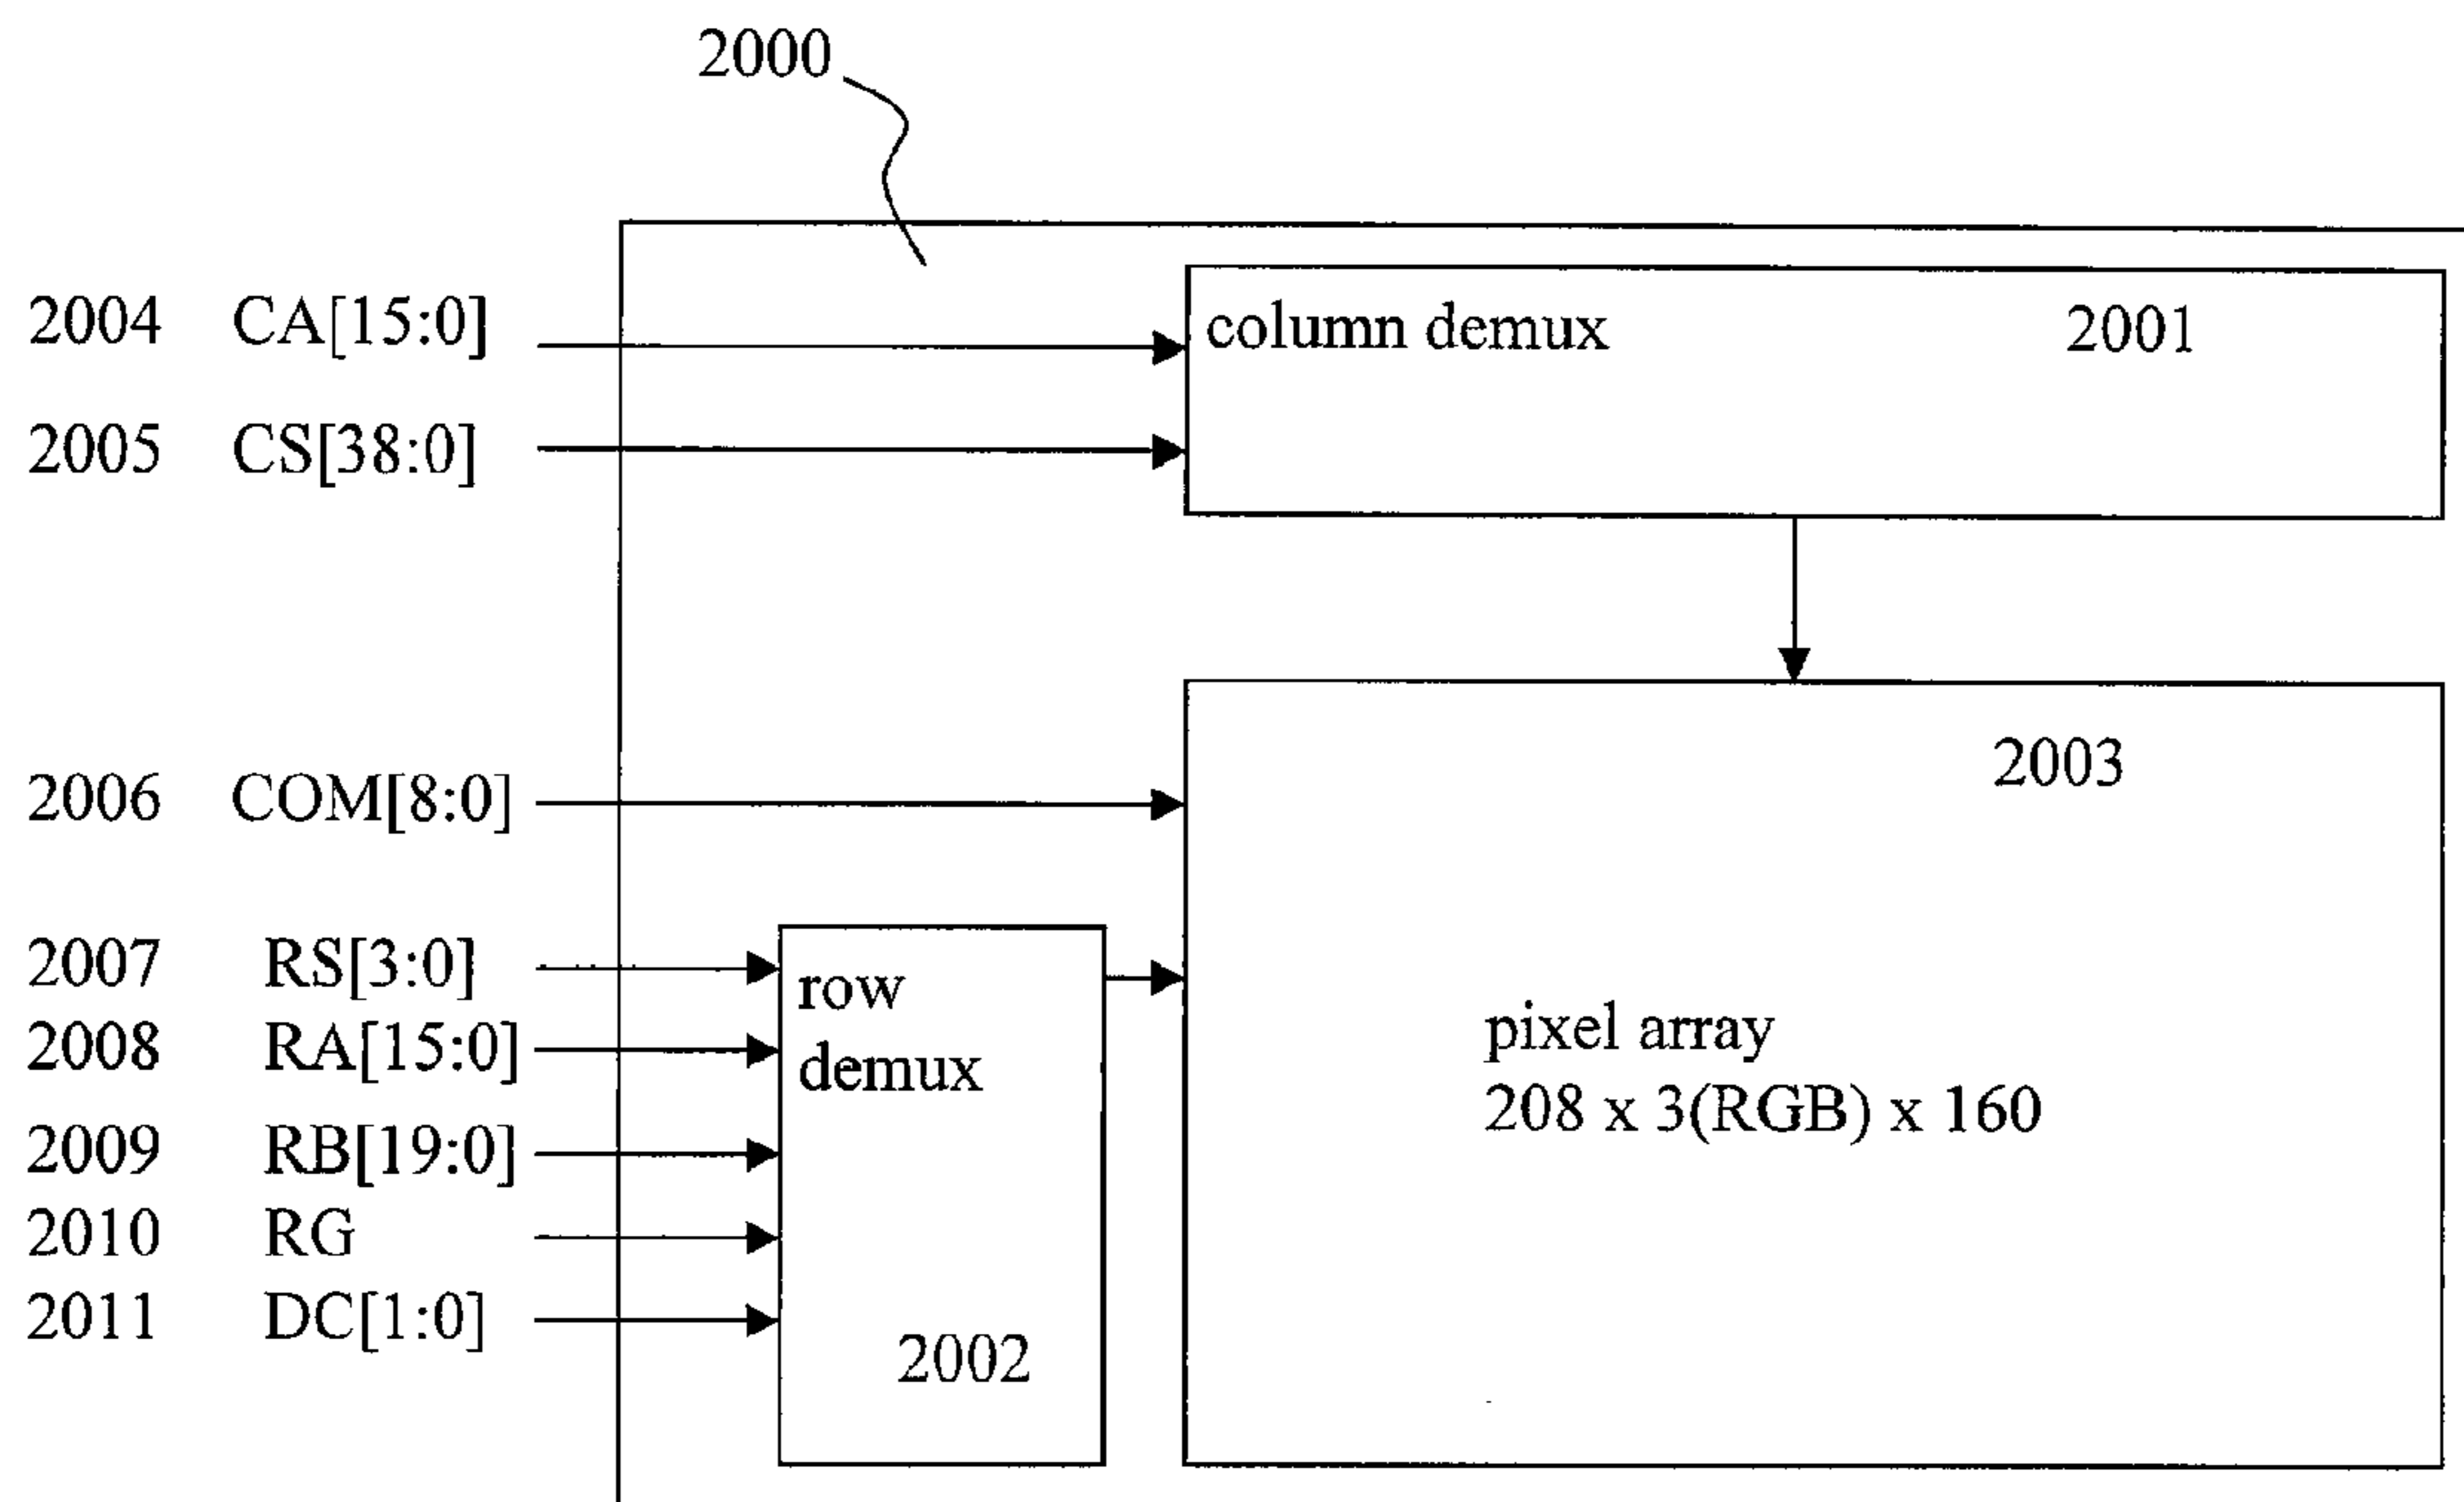 2000
2004 CA[15:0]
column demux 2001
2005 CS[38:0]
2003
2006 COM[8:0]
2007 RS[3:0]
row
demux
2008 RA[15:0]
pixel array
208 x 3(RGB) x 160
2009 RB[19:0]
2010 RG
2011 DC[1:0]
2002